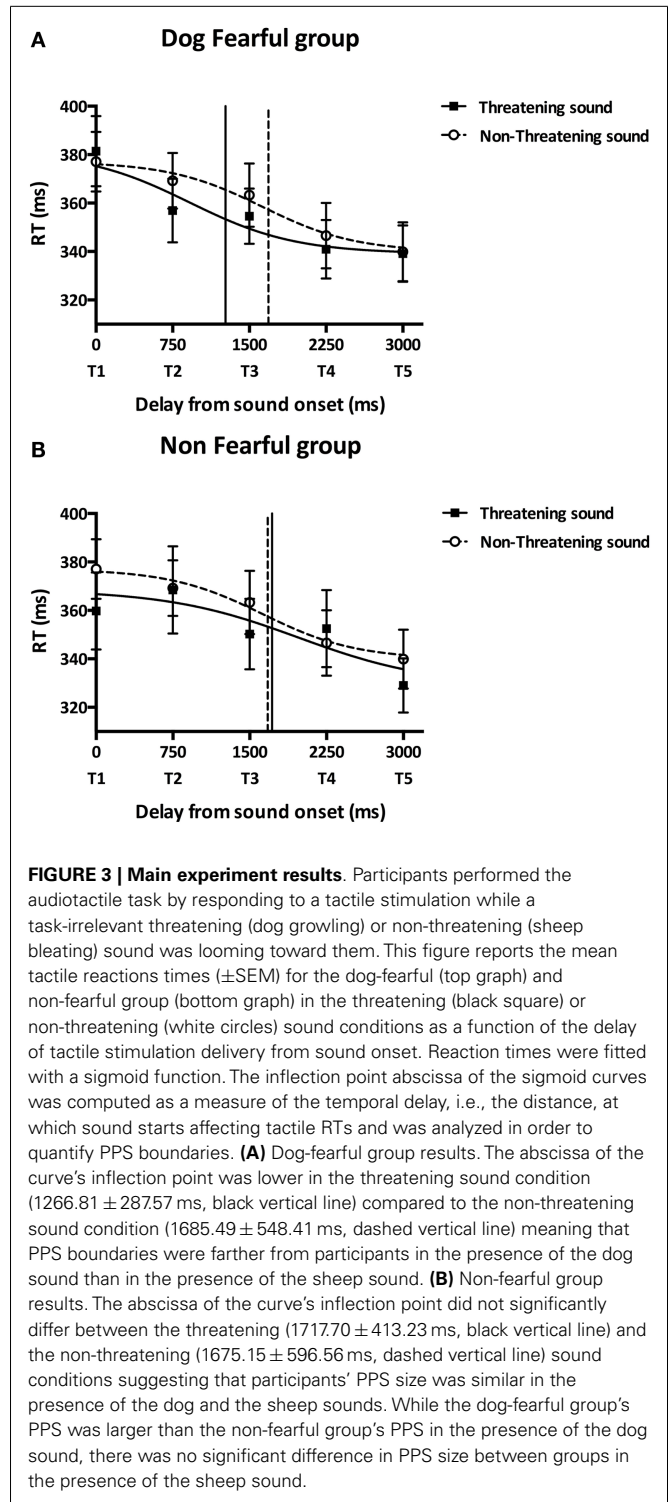 A
Dog Fearful group
400
380
360
340
320
RT (ms)
0 750 1500 2250 3000
T1 T2 T3 T4 T5
Delay from sound onset (ms)
Threatening sound
Non-Threatening sound
B
Non Fearful group
400
380
360
340
320
RT (ms)
0 750 1500 2250 3000
T1 T2 T3 T4 T5
Delay from sound onset (ms)
Threatening sound
Non-Threatening sound
FIGURE 3 | Main experiment results. Participants performed the
audiotactile task by responding to a tactile stimulation while a
task-irrelevant threatening (dog growling) or non-threatening (sheep
bleating) sound was looming toward them. This figure reports the mean
tactile reactions times (±SEM) for the dog-fearful (top graph) and
non-fearful group (bottom graph) in the threatening (black square) or
non-threatening (white circles) sound conditions as a function of the delay
of tactile stimulation delivery from sound onset. Reaction times were fitted
with a sigmoid function. The inflection point abscissa of the sigmoid curves
was computed as a measure of the temporal delay, i.e., the distance, at
which sound starts affecting tactile RTs and was analyzed in order to
quantify PPS boundaries. (A) Dog-fearful group results. The abscissa of the
curve's inflection point was lower in the threatening sound condition
(1266.81 ± 287.57 ms, black vertical line) compared to the non-threatening
sound condition (1685.49 ± 548.41 ms, dashed vertical line) meaning that
PPS boundaries were farther from participants in the presence of the dog
sound than in the presence of the sheep sound. (B) Non-fearful group
results. The abscissa of the curve's inflection point did not significantly
differ between the threatening (1717.70 ± 413.23 ms, black vertical line) and
the non-threatening (1675.15 ± 596.56 ms, dashed vertical line) sound
conditions suggesting that participants' PPS size was similar in the
presence of the dog and the sheep sounds. While the dog-fearful group's
PPS was larger than the non-fearful group's PPS in the presence of the dog
sound, there was no significant difference in PPS size between groups in
the presence of the sheep sound.